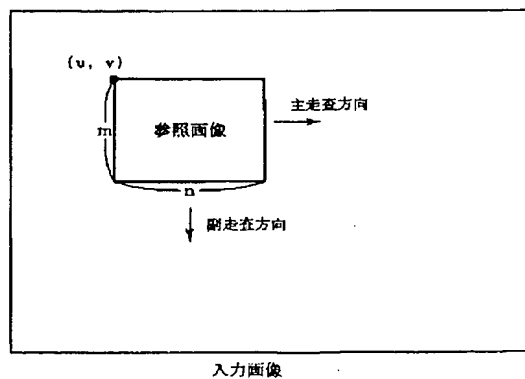 (u, v)
主走査方向
m
参照画像
n
副走査方向
入力画像